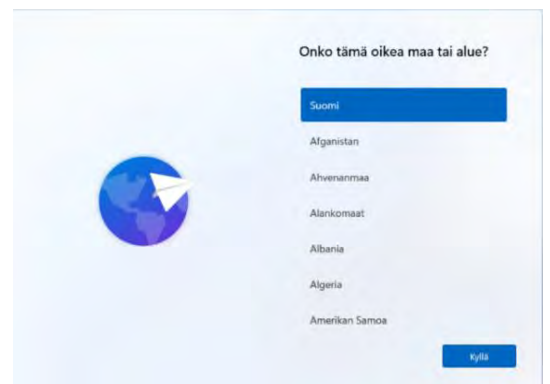 Onko tämä oikea maa tai alue?
Suomi
Afganistan
Ahvenanmaa
Alankomaat
Albania
Algeria
Amerikan Samoa
Kyllä